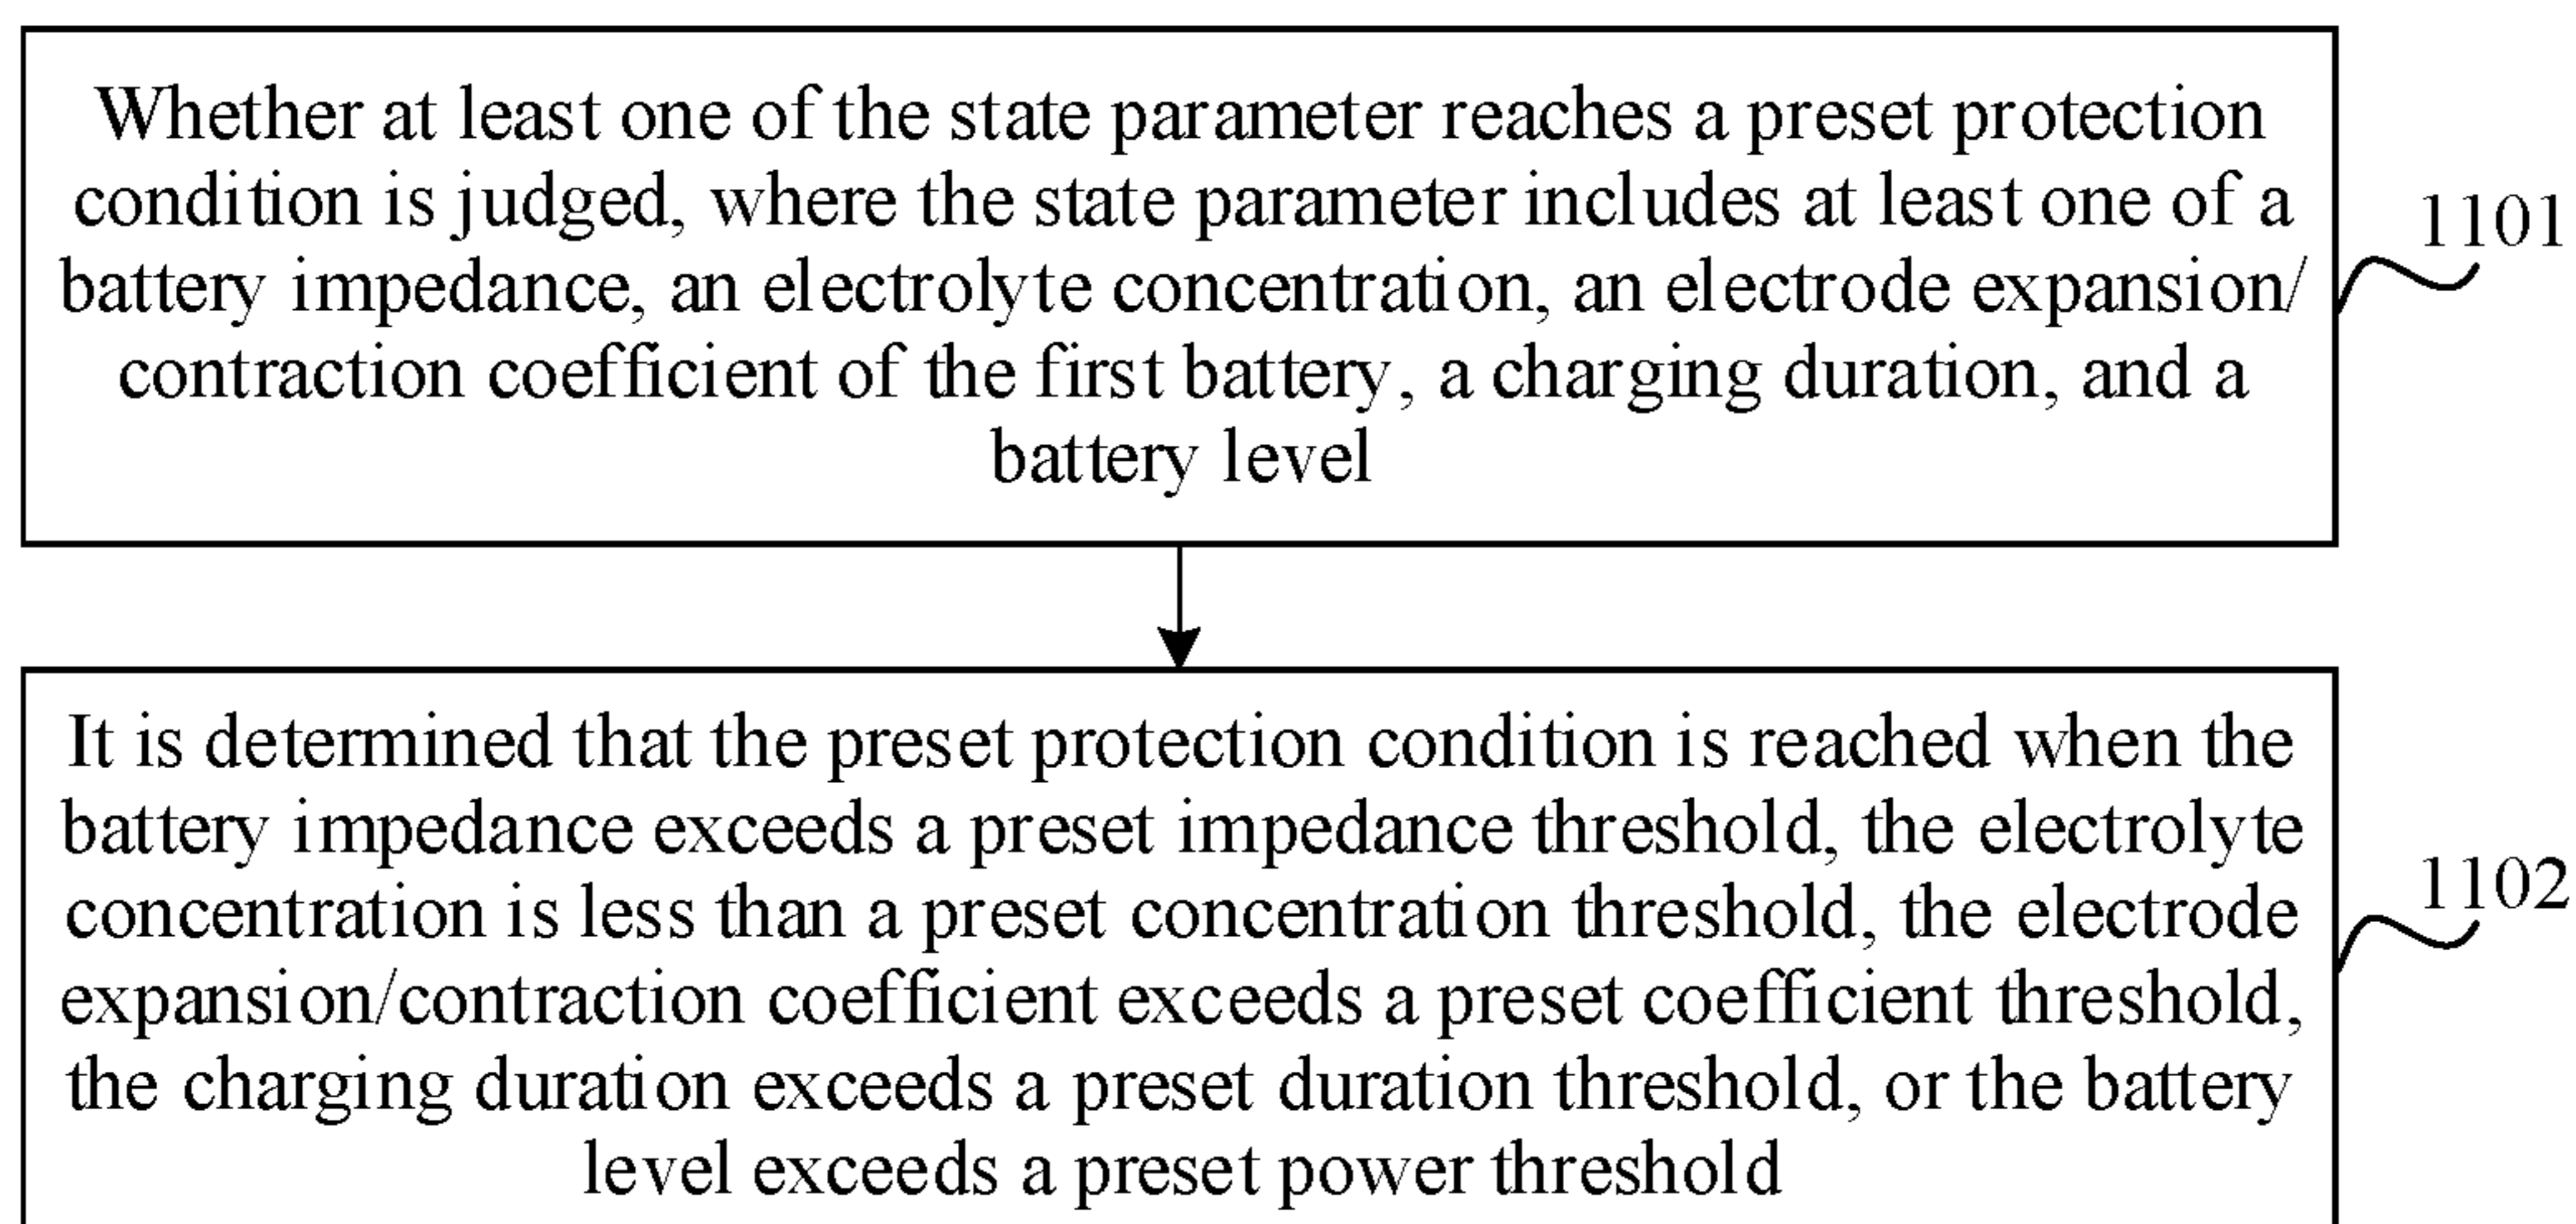 Whether at least one of the state parameter reaches a preset protection
condition is judged, where the state parameter includes at least one of a
battery impedance, an electrolyte concentration, an electrode expansion/
contraction coefficient of the first battery, a charging duration, and a
battery level
1101
It is determined that the preset protection condition is reached when the
battery impedance exceeds a preset impedance threshold, the electrolyte
concentration is less than a preset concentration threshold, the electrode
expansion/contraction coefficient exceeds a preset coefficient threshold,
the charging duration exceeds a preset duration threshold, or the battery
level exceeds a preset power threshold
1102